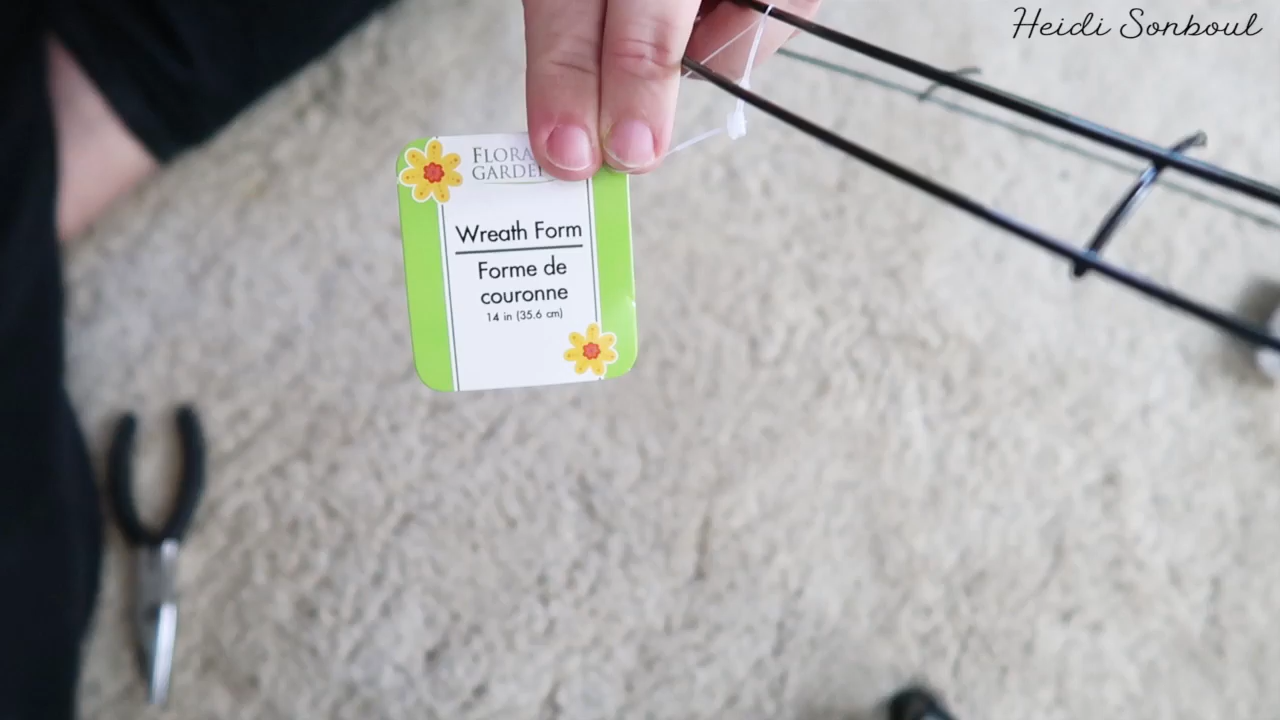 Heidi Sonboul
Wreath Form
Forme de
couronne
14 in (35.6 cm)